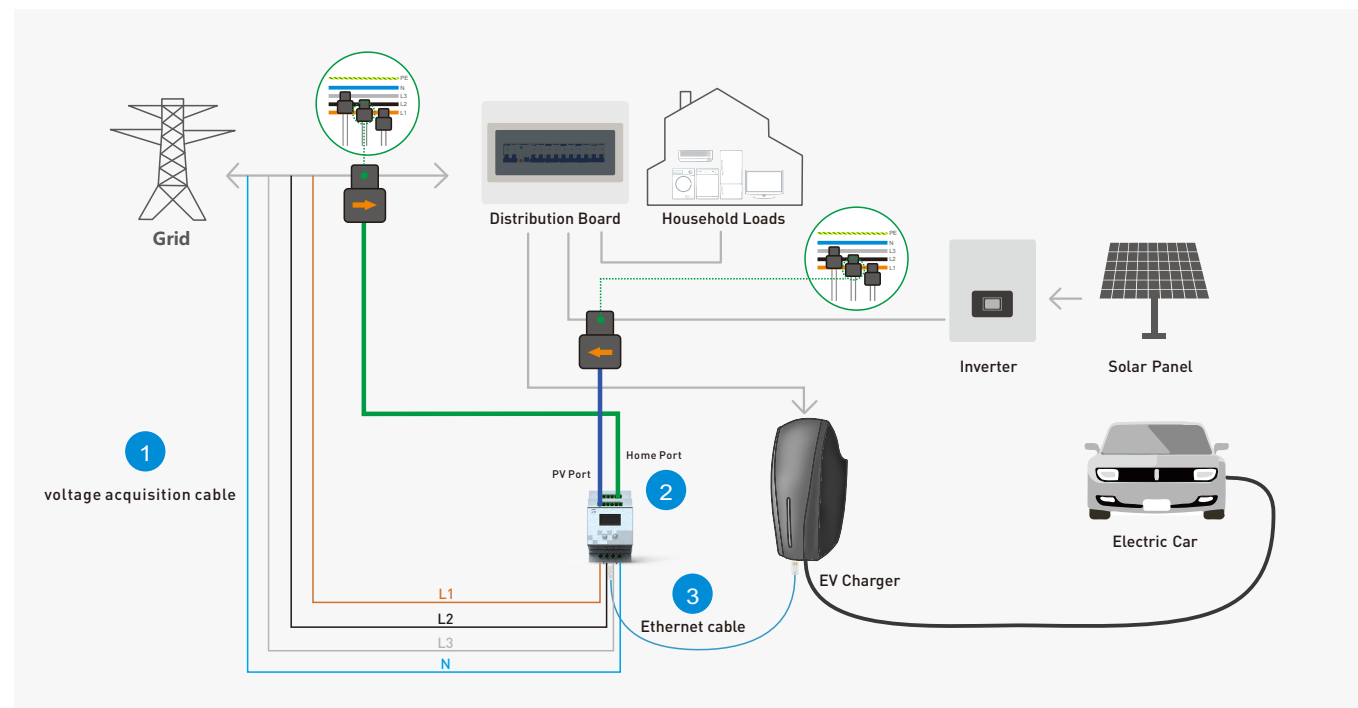 PE
N
L3
L2
L1
Grid
Distribution Board
Household Loads
PE
N
L3
L2
L1
Inverter
Solar Panel
1
voltage acquisition cable
Home Port
PV Port
2
Electric Car
EV Charger
3
Ethernet cable
L1
L2
L3
N